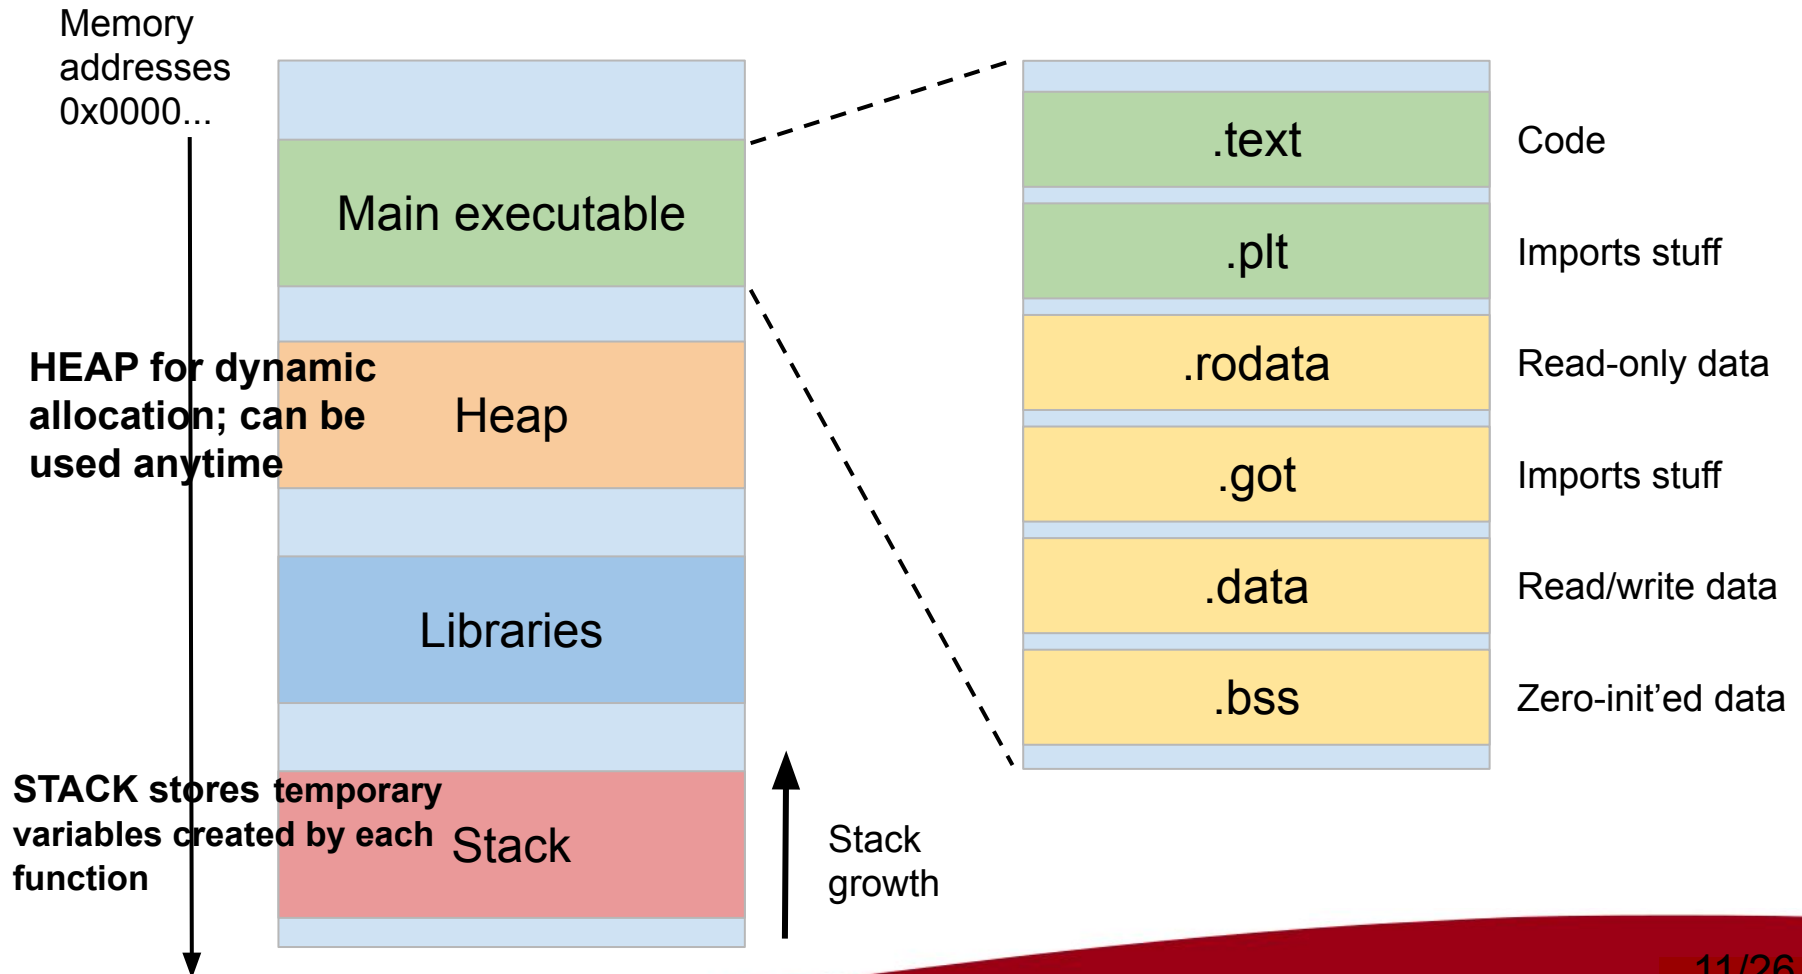 Memory
addresses
0x0000...
Main executable
HEAP for dynamic
allocation; can be
used anytime
Heap
Libraries
STACK stores temporary
variables created by each
function
Stack
Stack
growth
.text
Code
.plt
Imports stuff
.rodata
Read-only data
.got
Imports stuff
.data
Read/write data
.bss
Zero-init’ed data
11/26